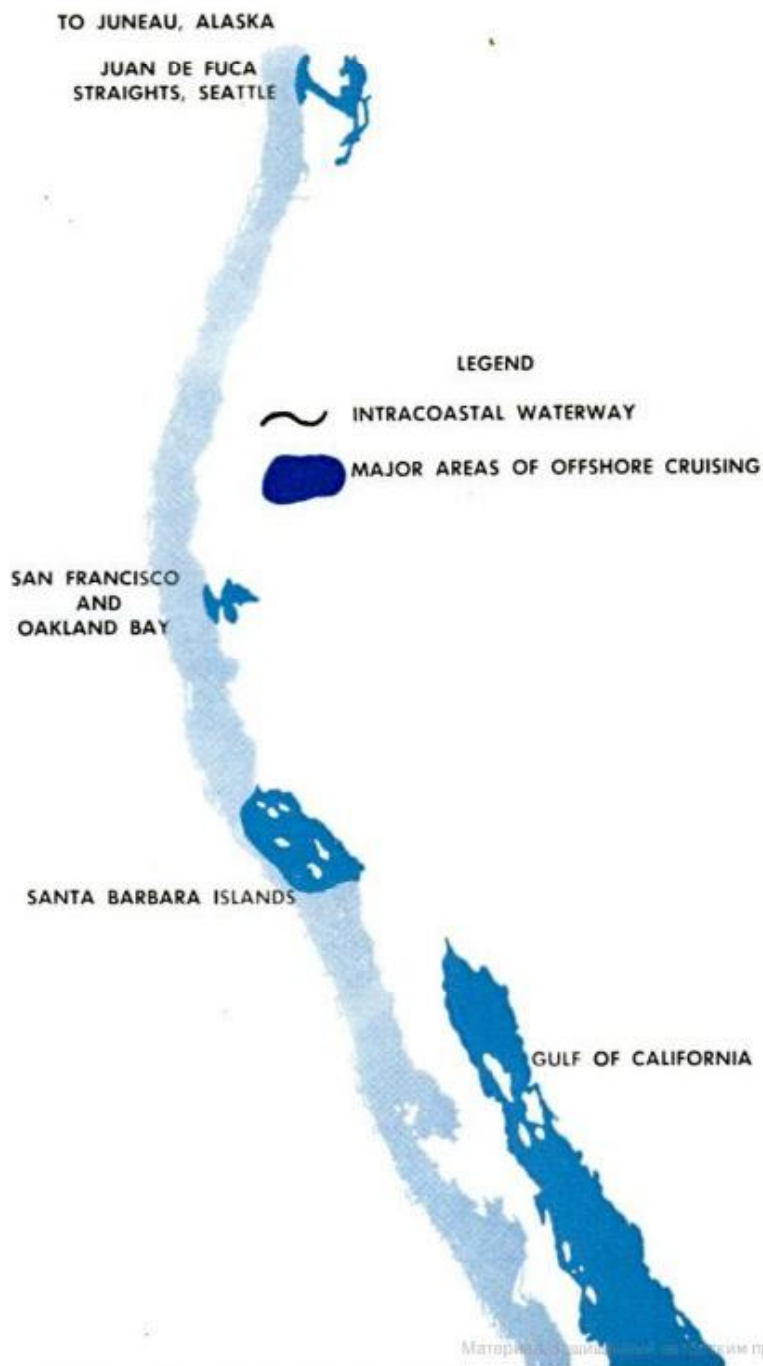 TO JUNEAU, ALASKA
JUAN DE FUCA
STRAIGHTS, SEATTLE
LEGEND
INTRACOASTAL WATERWAY
MAJOR AREAS OF OFFSHORE CRUISING
SAN FRANCISCO
AND
OAKLAND BAY
SANTA BARBARA ISLANDS
GULF OF CALIFORNIA